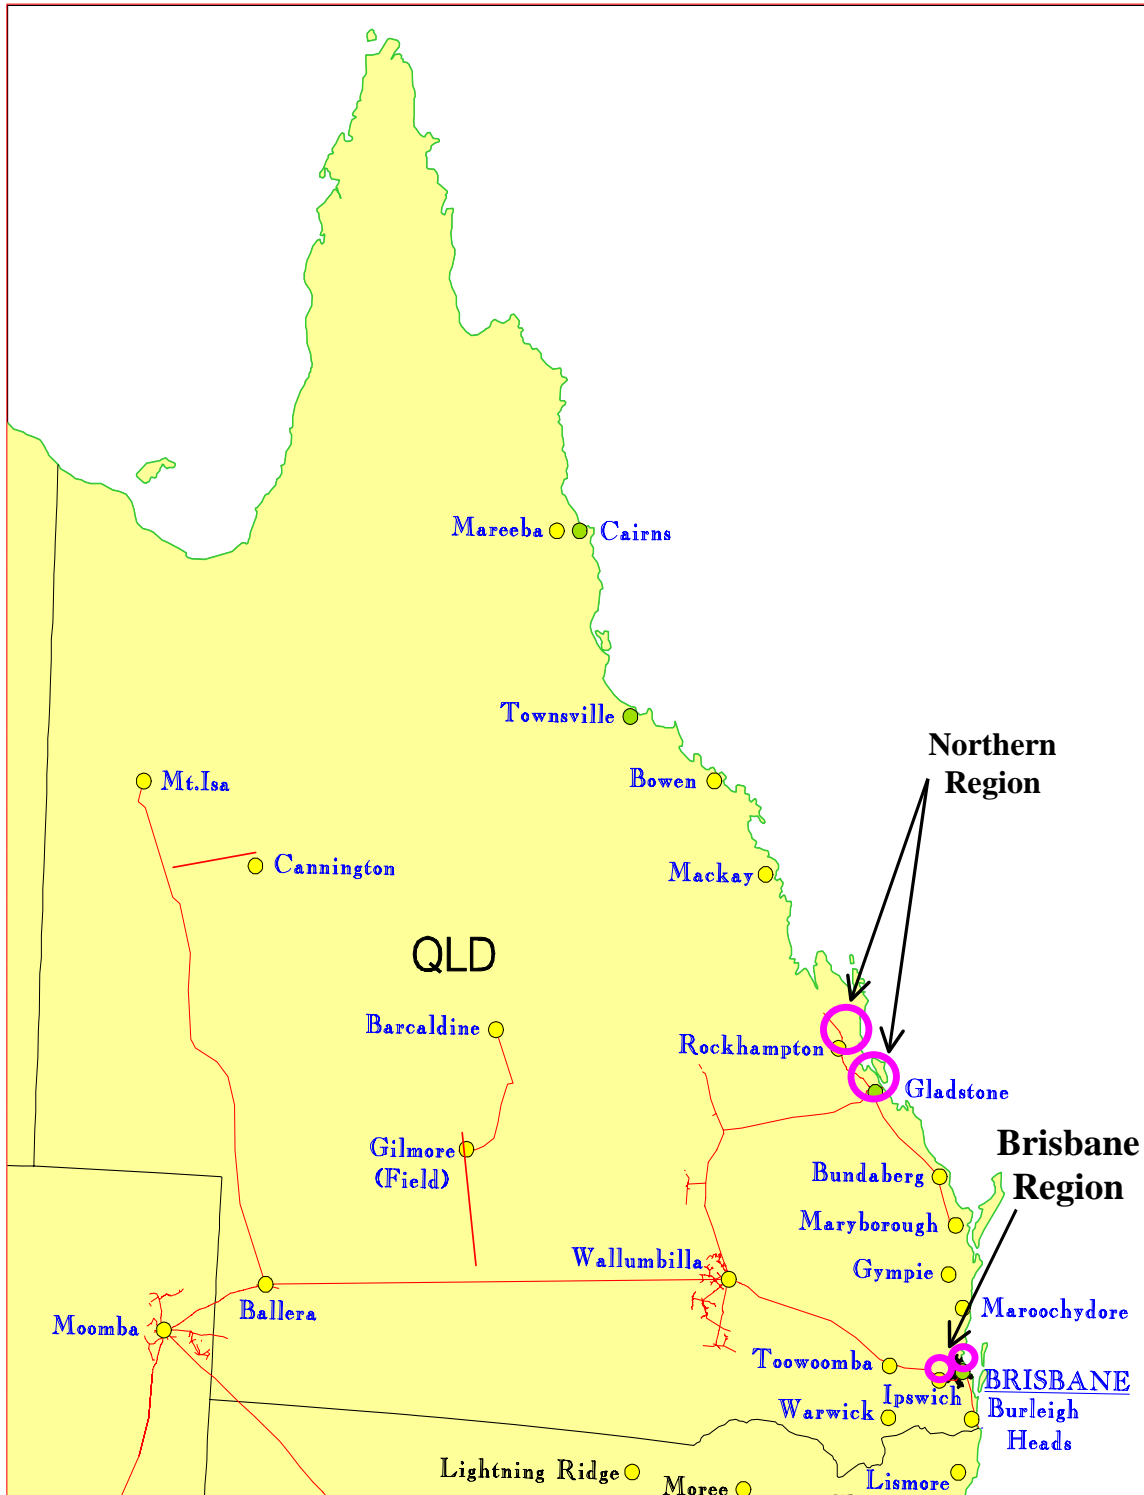 Mareeba
Cairns
Townsville
Northern
Region
Mt.Isa
Bowen
Cannington
Mackay
QLD
Barcaldine
Rockhampton
Gladstone
Gilmore
(Field)
Brisbane
Region
Bundaberg
Maryborough
Wallumbilla
Gympie
Ballera
Maroochydore
Moomba
Toowoomba
Ipswich
BRISBANE
Warwick
Burleigh
Heads
Lightning Ridge
Moree
Lismore